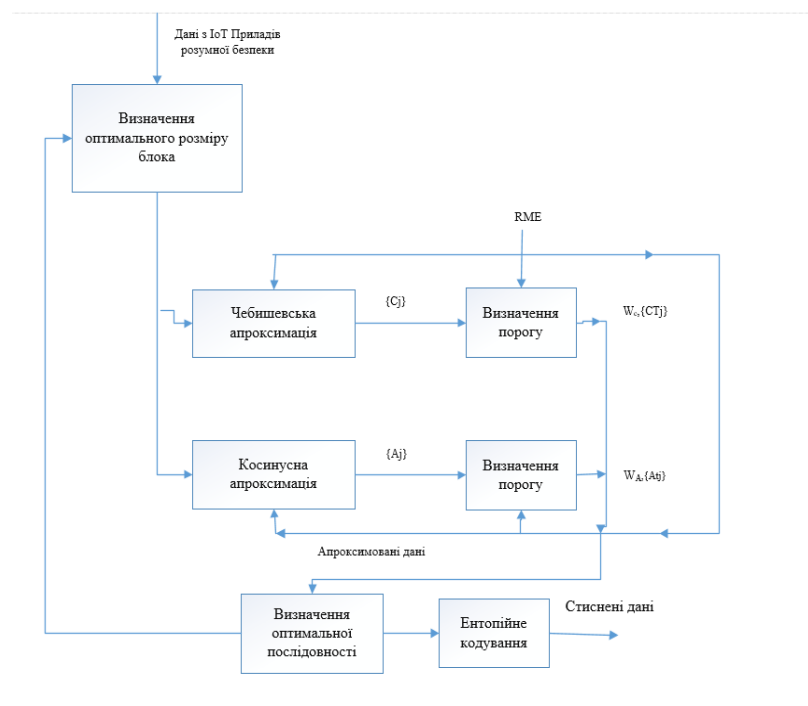 Дані з ІоТ Приладів
розумної безпеки
Визначення
оптимального розміру
блока
RME
Чебишевська
апроксимація
{Cj}
Визначення
порогу
Wc,{CTj}
Косинусна
апроксимація
{Aj}
Визначення
порогу
WA,{Atj}
Апроксимовані дані
Визначення
оптимальної
послідовності
Ентопійне
кодування
Стиснені дані